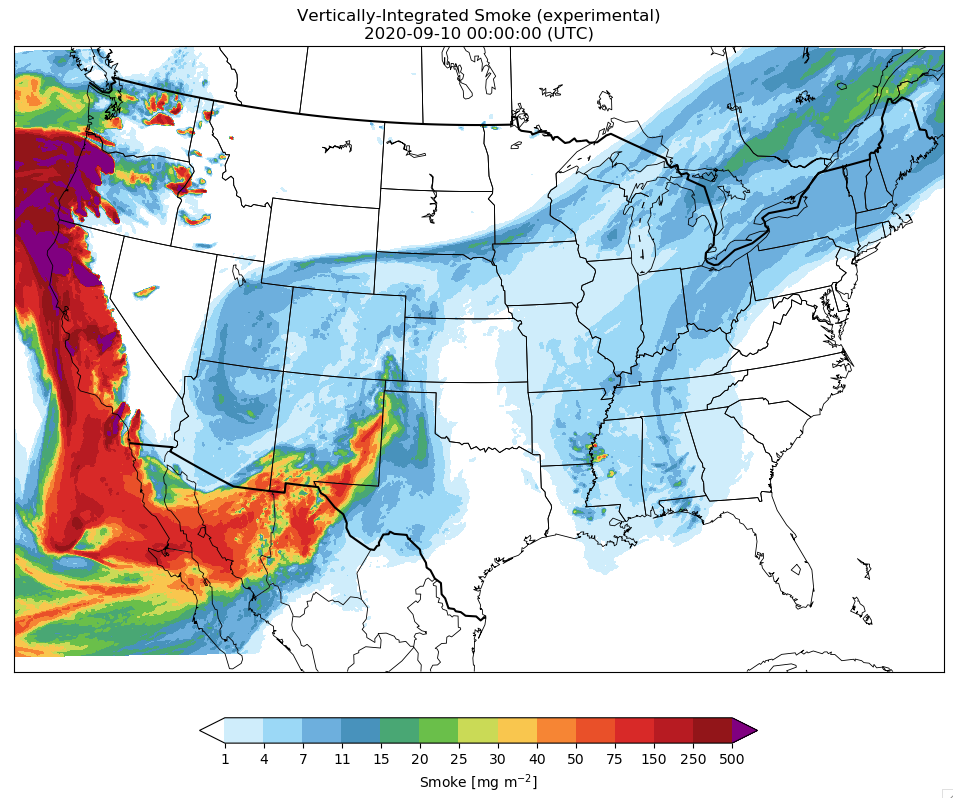 Vertically-Integrated Smoke (experimental)
2020-09-10 00:00:00 (UTC)
1 4 7 11 15 20 25 30 40 50 75 150 250 500
Smoke [mg m⁻²]